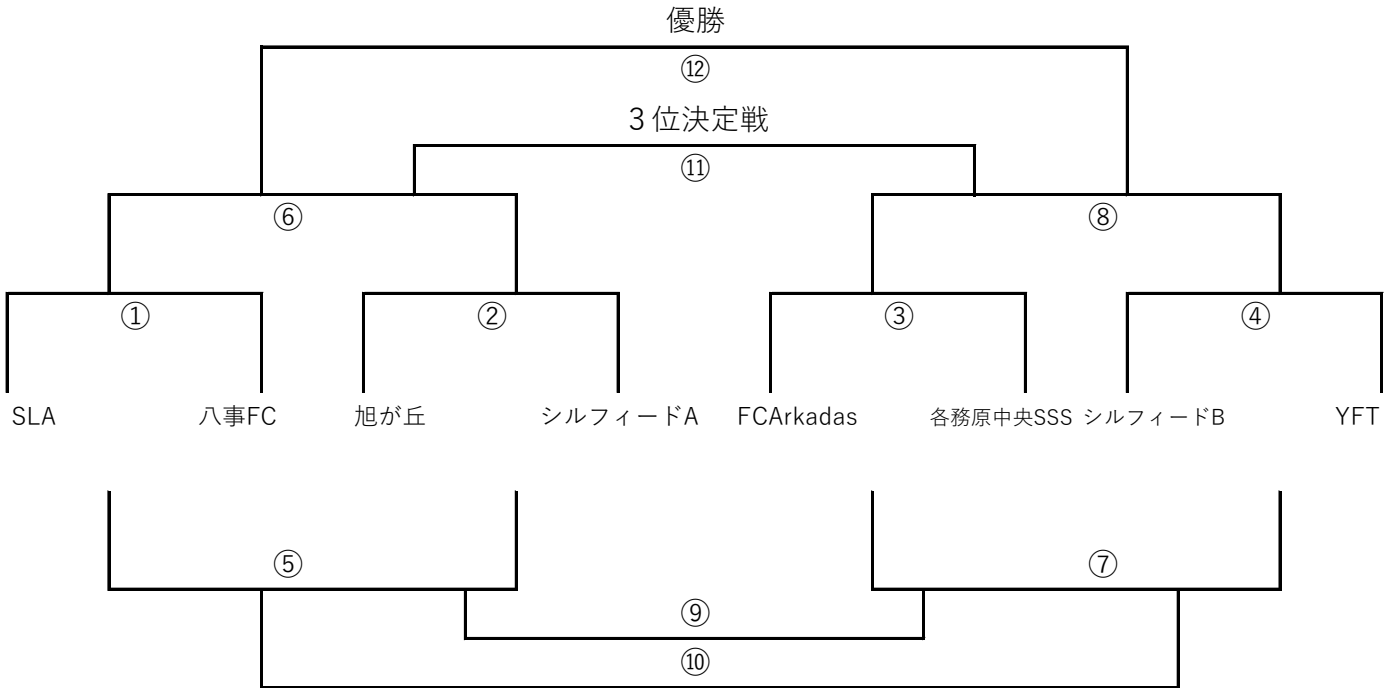 優勝
⑫
３位決定戦
⑪
⑥ ⑧
① ② ③ ④
SLA 八事FC 旭が丘 シルフィードA FCArkadas 各務原中央SSS シルフィードB YFT
⑤ ⑦
⑨
⑩